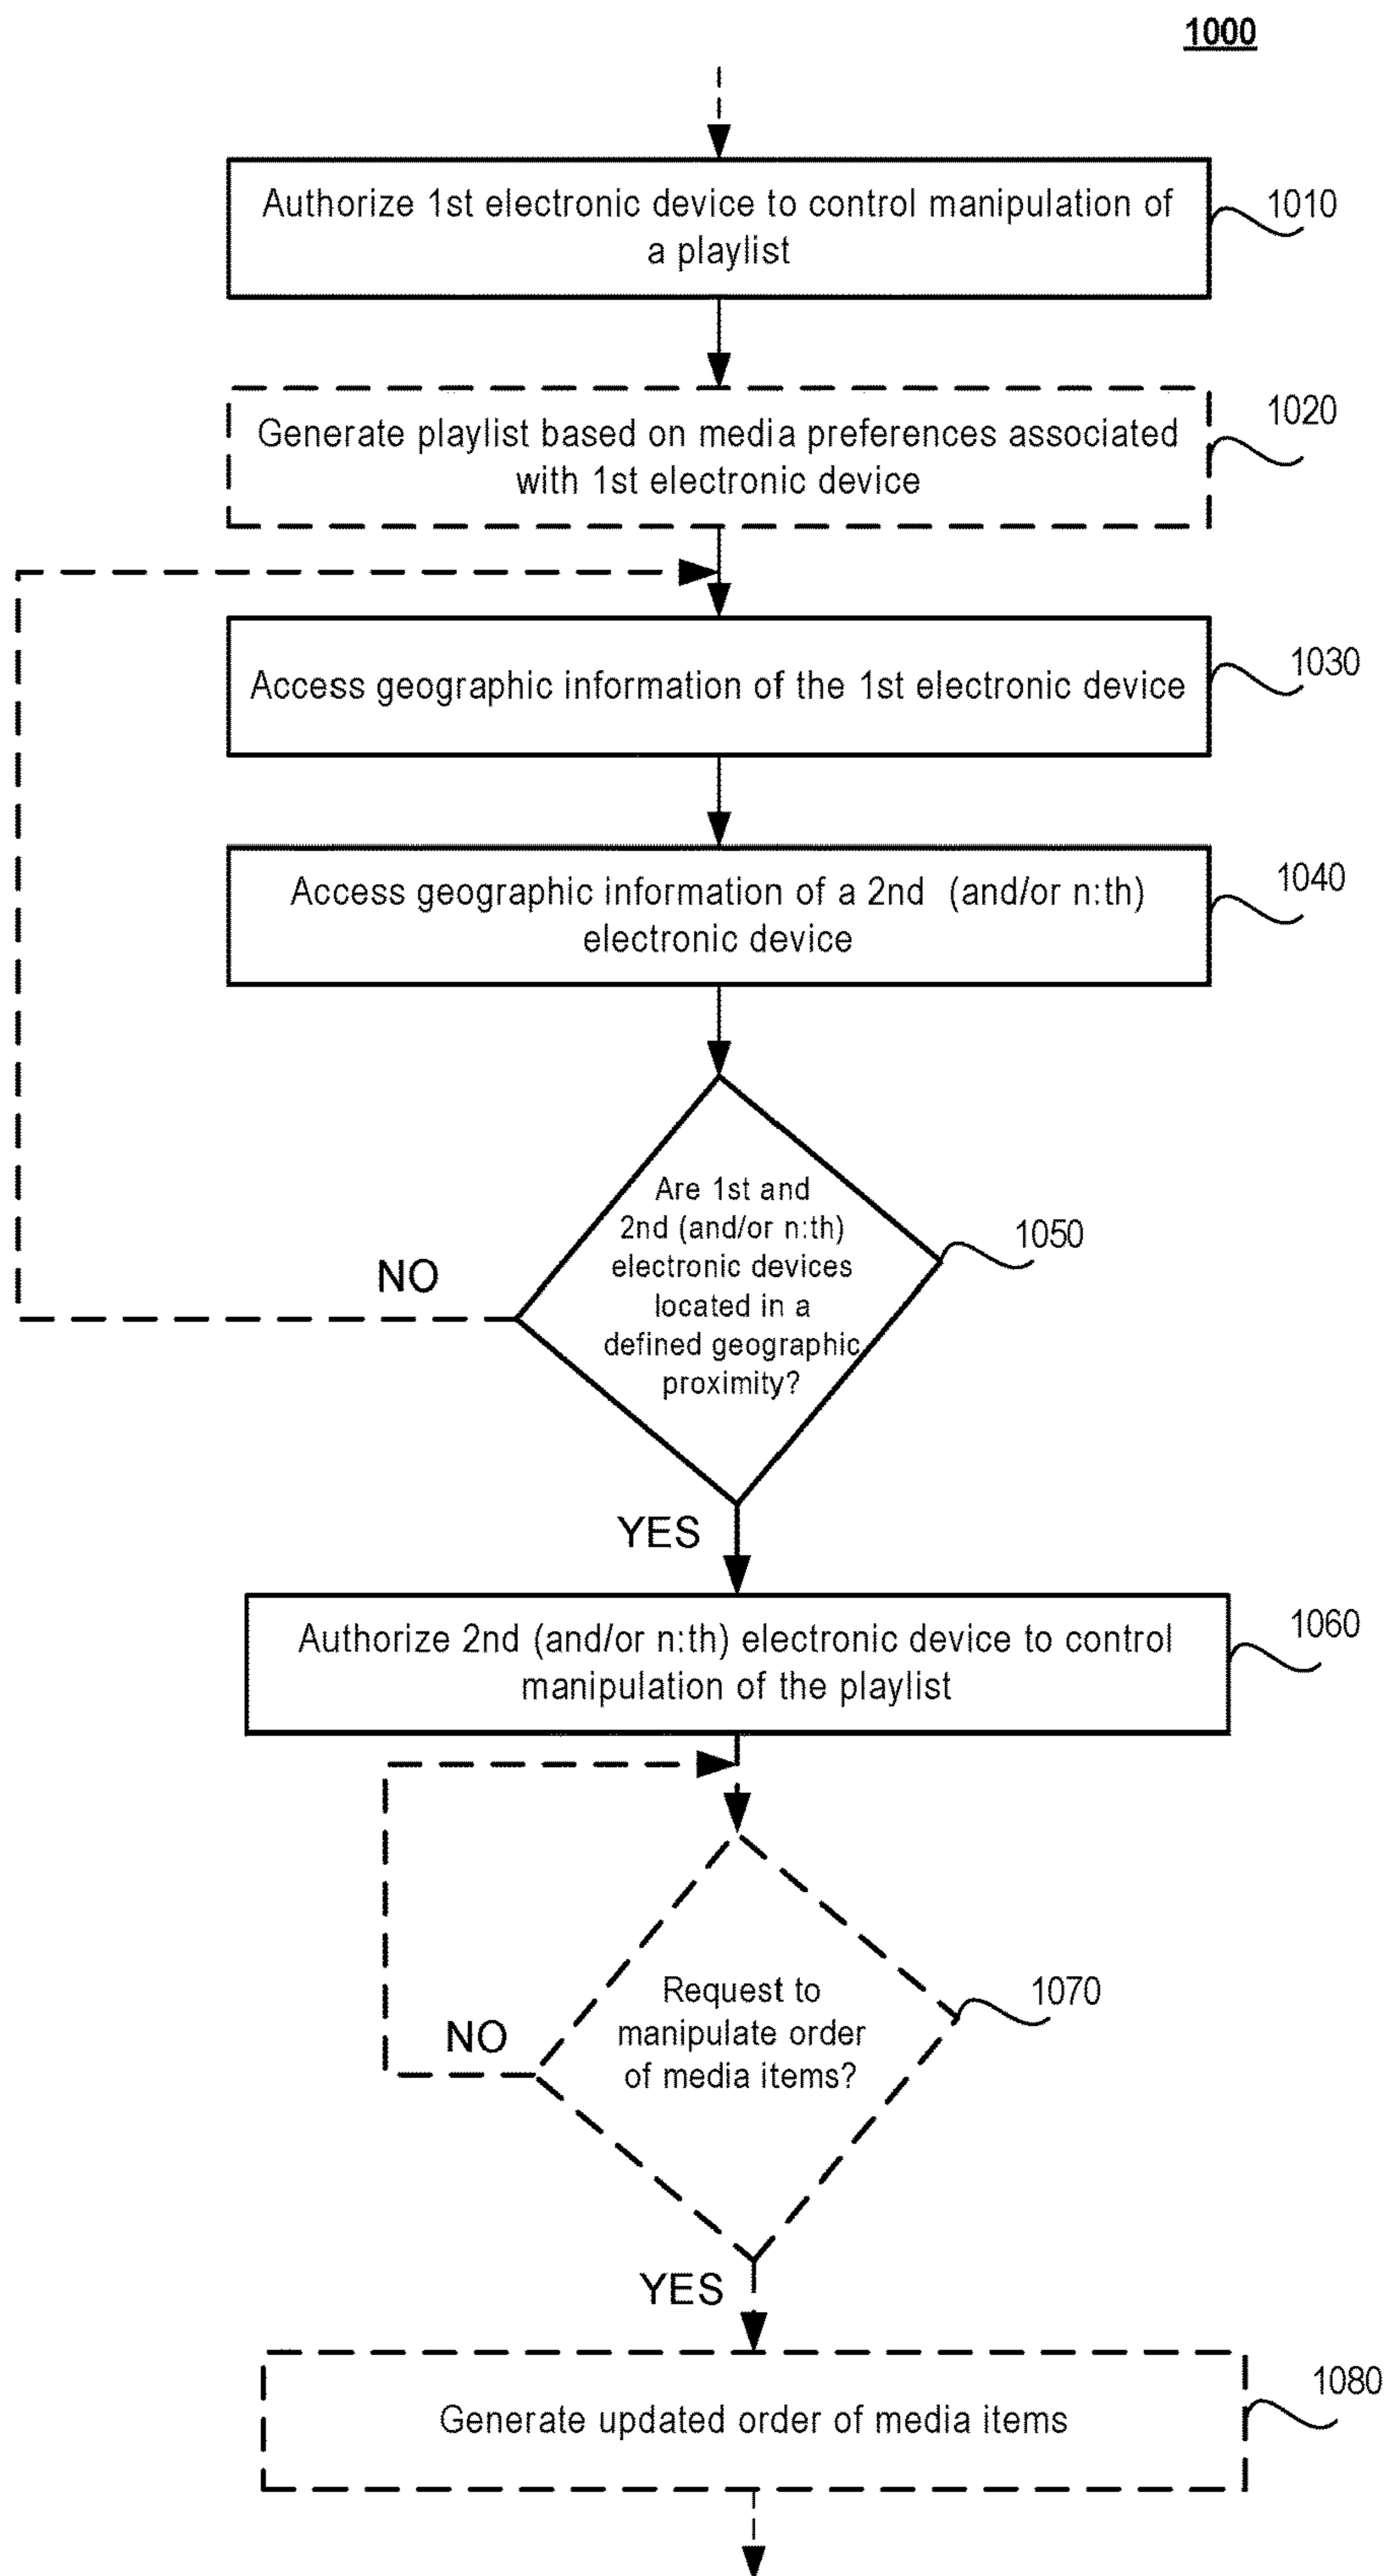 1000
Authorize 1st electronic device to control manipulation of
a playlist
1010
Generate playlist based on media preferences associated
with 1st electronic device
1020
Access geographic information of the 1st electronic device
1030
Access geographic information of a 2nd (and/or n:th)
electronic device
1040
Are 1st and
2nd (and/or n:th)
electronic devices
located in a
defined geographic
proximity?
1050
NO
YES
Authorize 2nd (and/or n:th) electronic device to control
manipulation of the playlist
1060
Request to
manipulate order
of media items?
1070
NO
YES
Generate updated order of media items
1080